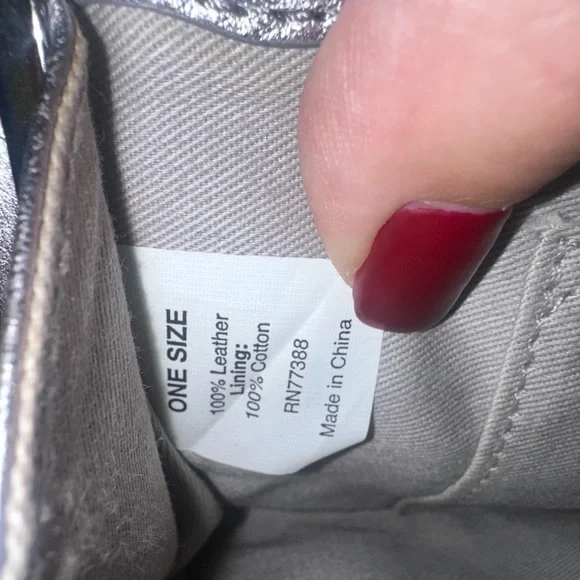 ONE SIZE
100% Leather
Lining:
100% Cotton
RN77388
Made in China